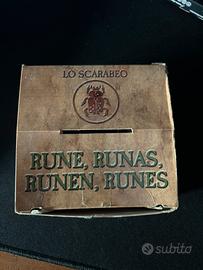 LO SCARABEO
RUNE, RUNAS,
RUNEN, RUNES
subito